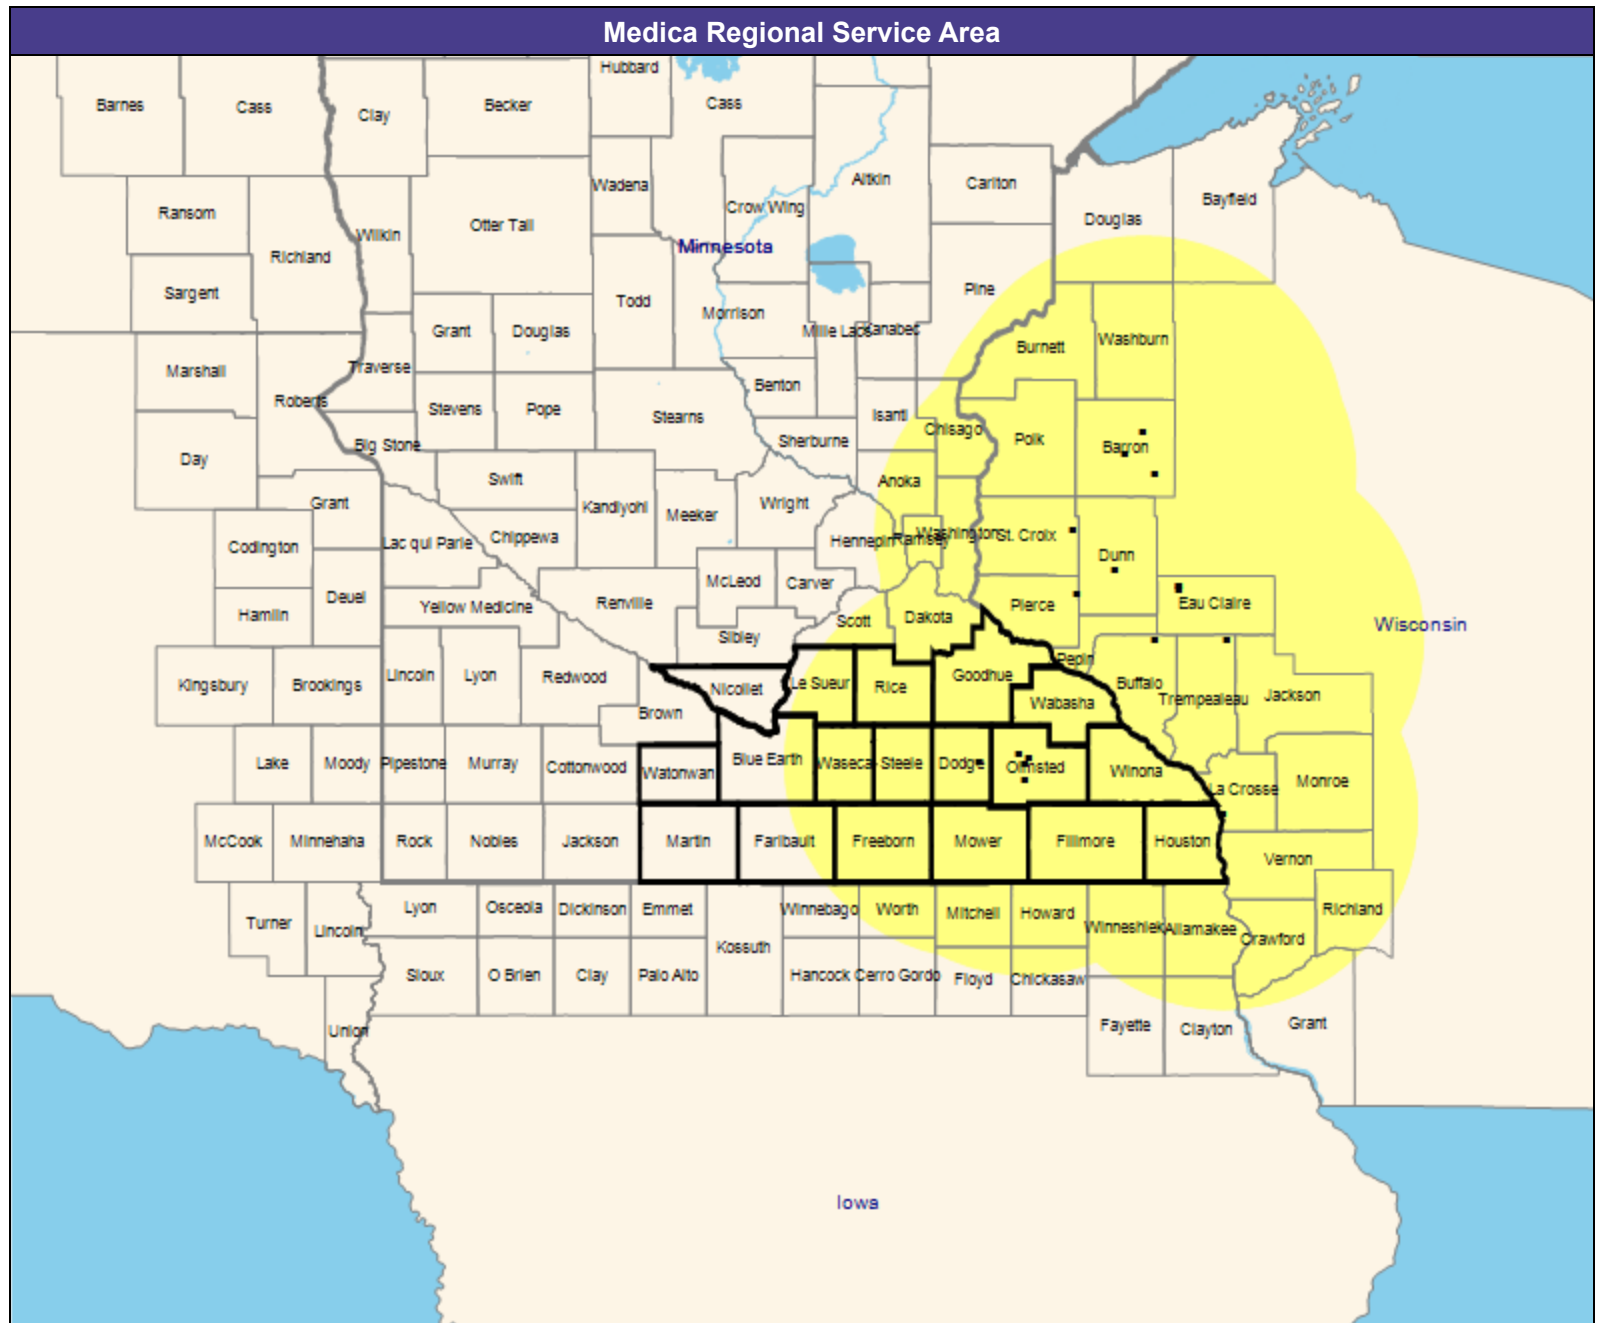 Medica Regional Service Area
Hubbard
Barnes
Cass
Clay
Becker
Cass
Wadena
Aitkin
Carlton
Crow Wing
Ransom
Otter Tail
Douglas
Bayfield
Wilkin
Minnesota
Richland
Sargent
Todd
Pine
Morrison
Grant
Douglas
Mille Lacs
Kanabec
Burnett
Washburn
Marshall
Traverse
Roberts
Benton
Stevens
Pope
Stearns
Isanti
Chisago
Polk
Barron
Big Stone
Sherburne
Day
Swift
Anoka
Grant
Kandiyohi
Meeker
Wright
Codington
Lac qui Parle
Chippewa
Hennepin
Ramsey
Washington
St. Croix
Dunn
McLeod
Carver
Deuel
Yellow Medicine
Renville
Hamlin
Scott
Dakota
Pierce
Eau Claire
Sibley
Wisconsin
Pepin
Kingsbury
Brookings
Lincoln
Lyon
Redwood
Nicollet
Le Sueur
Rice
Goodhue
Buffalo
Trempealeau
Jackson
Brown
Wabasha
Lake
Moody
Pipestone
Murray
Cottonwood
Watonwan
Blue Earth
Waseca
Steele
Dodge
Olmsted
Winona
La Crosse
Monroe
McCook
Minnehaha
Rock
Nobles
Jackson
Martin
Faribault
Freeborn
Mower
Fillmore
Houston
Vernon
Turner
Lincoln
Lyon
Osceola
Dickinson
Emmet
Winnebago
Worth
Mitchell
Howard
Winneshiek
Allamakee
Crawford
Richland
Kossuth
Sioux
O Brien
Clay
Palo Alto
Hancock
Cerro Gordo
Floyd
Chickasaw
Union
Fayette
Clayton
Grant
Iowa